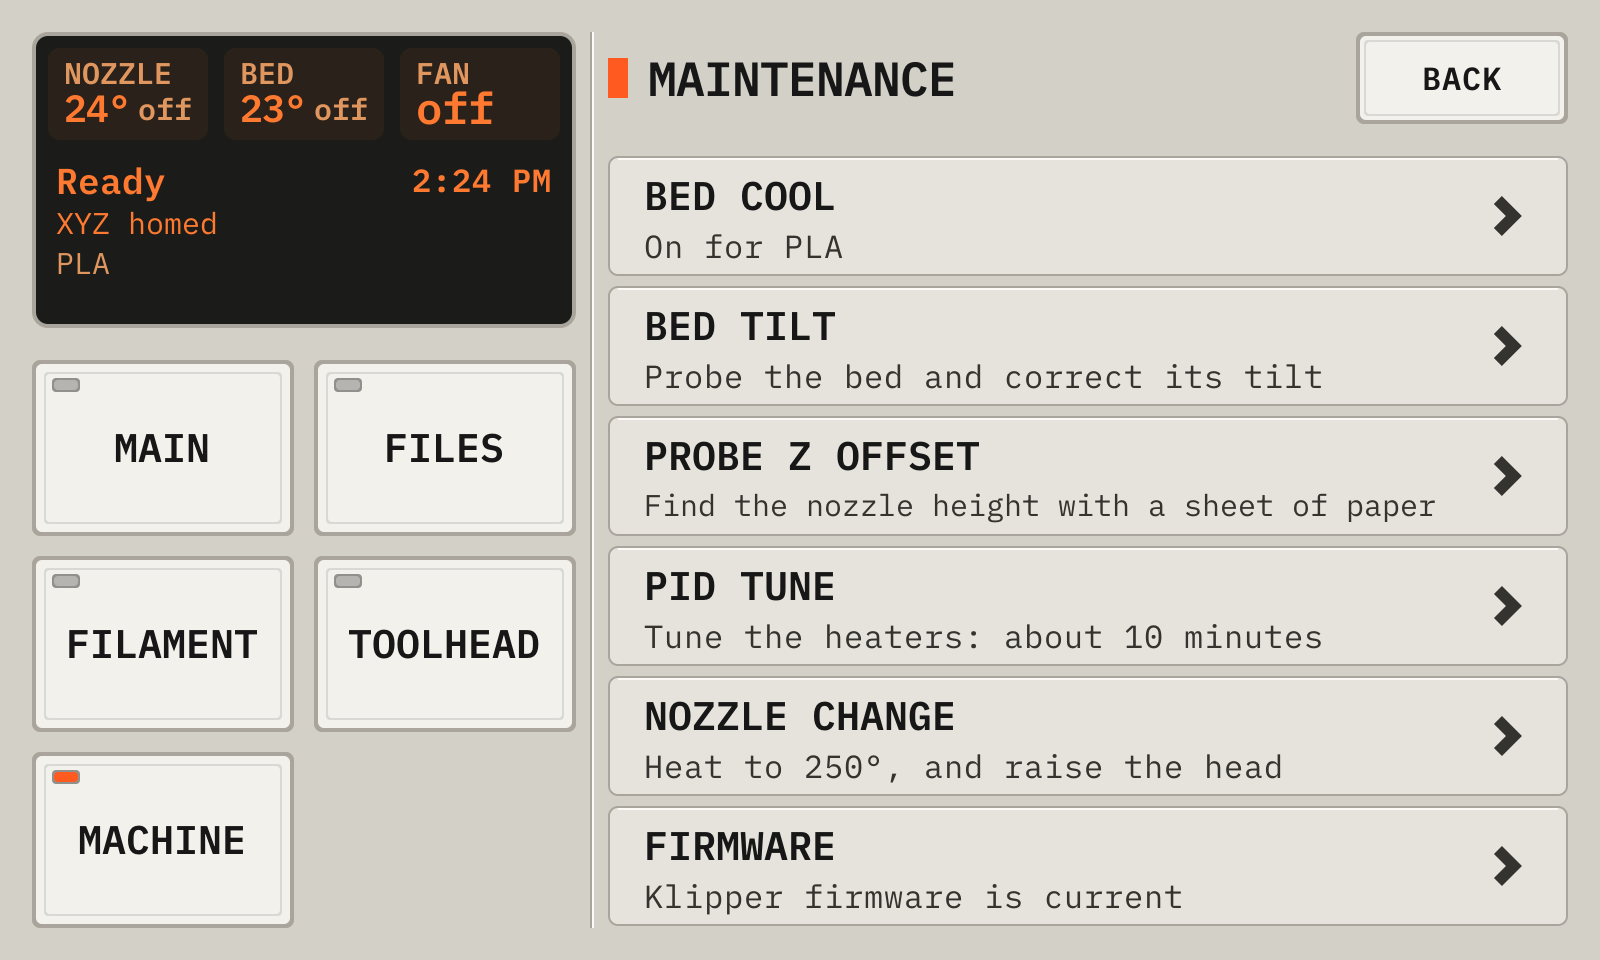 NOZZLE
24° off
BED
23° off
FAN
off
Ready
2:24 PM
XYZ homed
PLA
MAIN
FILES
FILAMENT
TOOLHEAD
MACHINE
MAINTENANCE
BACK
BED COOL
On for PLA
BED TILT
Probe the bed and correct its tilt
PROBE Z OFFSET
Find the nozzle height with a sheet of paper
PID TUNE
Tune the heaters: about 10 minutes
NOZZLE CHANGE
Heat to 250°, and raise the head
FIRMWARE
Klipper firmware is current